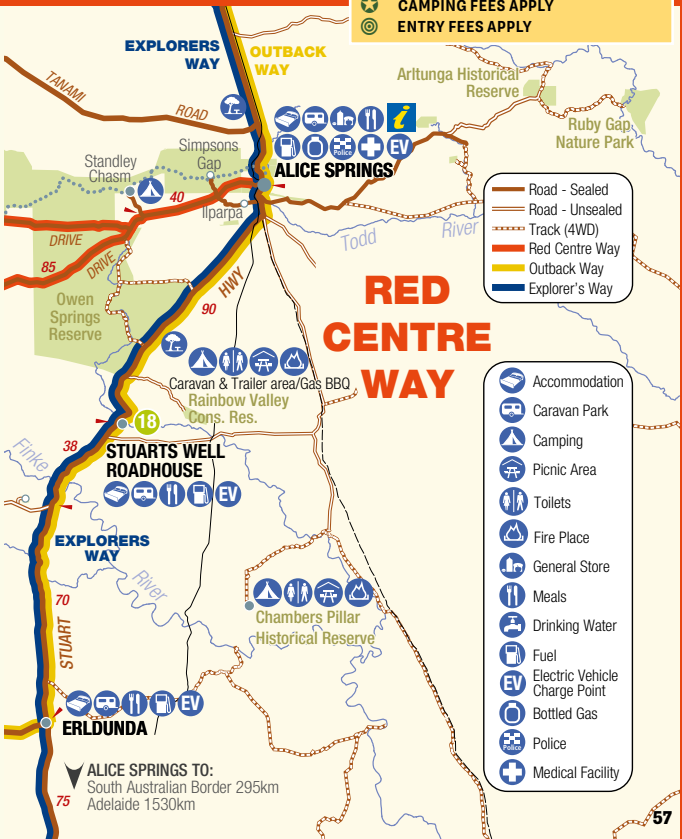 CAMPING FEES APPLY
ENTRY FEES APPLY
EXPLORERS
WAY
OUTBACK
WAY
TANAMI
ROAD
Arltunga Historical
Reserve
Ruby Gap
Nature Park
i
Police
EV
ALICE SPRINGS
Simpsons
Gap
Standley
Chasm
40
Ilparpa
DRIVE
85
DRIVE
Owen
Springs
Reserve
HWY
90
Todd
River
Road - Sealed
Road - Unsealed
Track (4WD)
Red Centre Way
Outback Way
Explorer's Way
RED
CENTRE
WAY
Caravan & Trailer area/Gas BBQ
Rainbow Valley
Cons. Res.
18
STUARTS WELL
ROADHOUSE
EV
38
Finke
River
EXPLORERS
WAY
70
STUART
Chambers Pillar
Historical Reserve
EV
ERLDUNDA
ALICE SPRINGS TO:
South Australian Border 295km
Adelaide 1530km
75
Accommodation
Caravan Park
Camping
Picnic Area
Toilets
Fire Place
General Store
Meals
Drinking Water
Fuel
EV
Electric Vehicle
Charge Point
Bottled Gas
Police
Police
Medical Facility
57